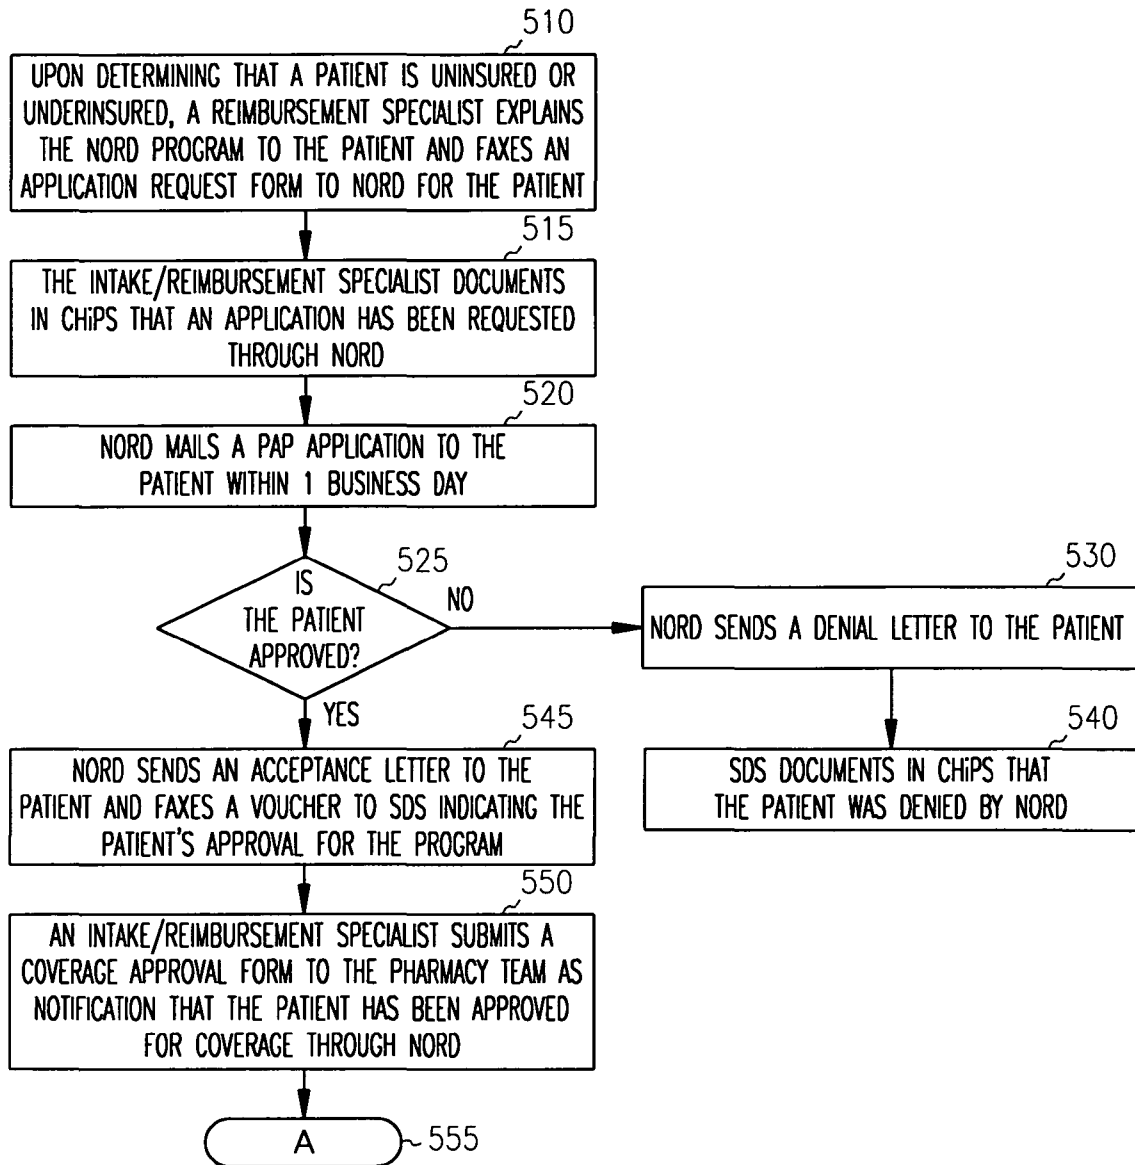 510
UPON DETERMINING THAT A PATIENT IS UNINSURED OR
UNDERINSURED, A REIMBURSEMENT SPECIALIST EXPLAINS
THE NORD PROGRAM TO THE PATIENT AND FAXES AN
APPLICATION REQUEST FORM TO NORD FOR THE PATIENT
515
THE INTAKE/REIMBURSEMENT SPECIALIST DOCUMENTS
IN CHiPS THAT AN APPLICATION HAS BEEN REQUESTED
THROUGH NORD
520
NORD MAILS A PAP APPLICATION TO THE
PATIENT WITHIN 1 BUSINESS DAY
525
IS
THE PATIENT
APPROVED?
NO
530
NORD SENDS A DENIAL LETTER TO THE PATIENT
540
SDS DOCUMENTS IN CHiPS THAT
THE PATIENT WAS DENIED BY NORD
YES
545
NORD SENDS AN ACCEPTANCE LETTER TO THE
PATIENT AND FAXES A VOUCHER TO SDS INDICATING THE
PATIENT'S APPROVAL FOR THE PROGRAM
550
AN INTAKE/REIMBURSEMENT SPECIALIST SUBMITS A
COVERAGE APPROVAL FORM TO THE PHARMACY TEAM AS
NOTIFICATION THAT THE PATIENT HAS BEEN APPROVED
FOR COVERAGE THROUGH NORD
A
555